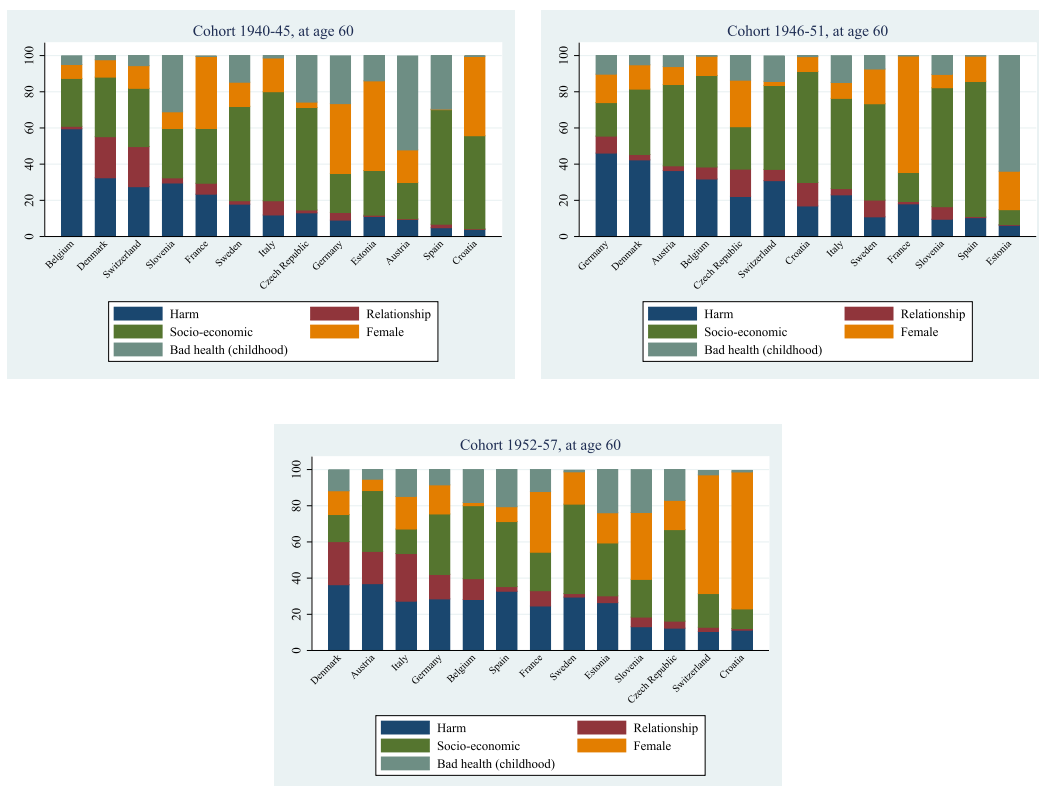 Cohort 1940-45, at age 60
100
80
60
40
20
0
Belgium Denmark Switzerland Slovenia France Sweden Italy Czech Republic Germany Estonia Austria Spain Croatia
Harm Relationship
Socio-economic Female
Bad health (childhood)
Cohort 1946-51, at age 60
100
80
60
40
20
0
Germany Denmark Austria Belgium Czech Republic Switzerland Croatia Italy Sweden France Slovenia Spain Estonia
Harm Relationship
Socio-economic Female
Bad health (childhood)
Cohort 1952-57, at age 60
100
80
60
40
20
0
Denmark Austria Italy Germany Belgium Spain France Sweden Estonia Slovenia Czech Republic Switzerland Croatia
Harm Relationship
Socio-economic Female
Bad health (childhood)